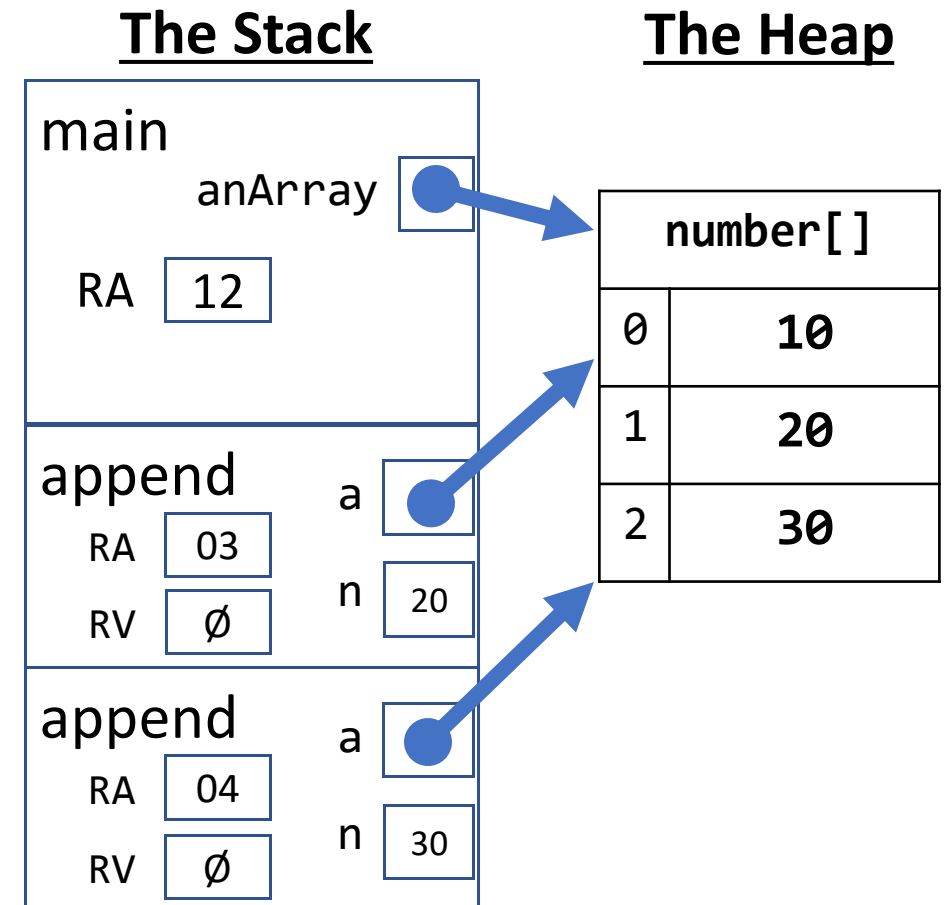 The Stack
The Heap
main
anArray
RA 12
number[]
0 10
1 20
2 30
append
a
RA 03
n 20
RV Ø
append
a
RA 04
n 30
RV Ø